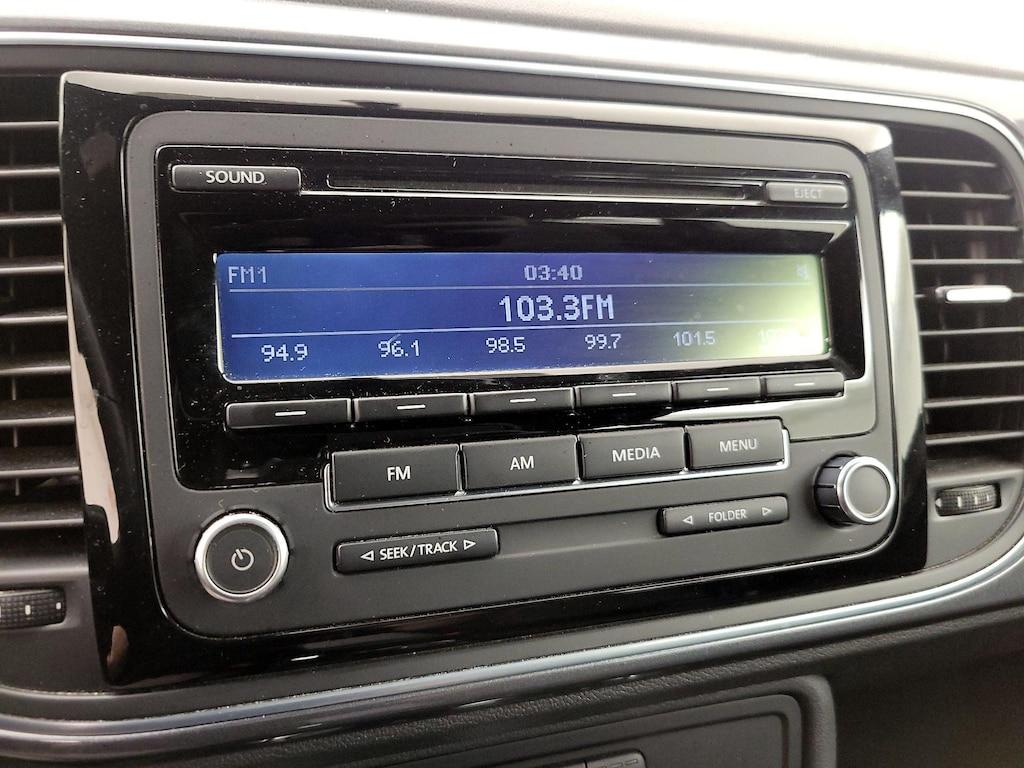 SOUND
EJECT
FM1 03:40
103.3FM
94.9 96.1 98.5 99.7 101.5
FM AM MEDIA MENU
SEEK/TRACK FOLDER